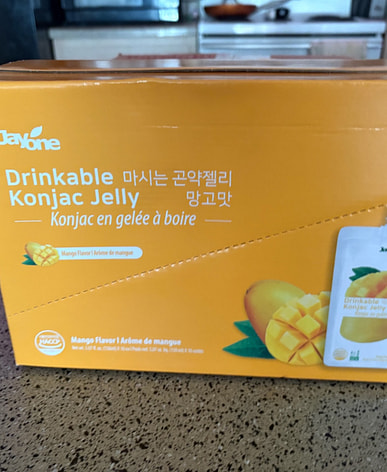 Jayone
Drinkable 마시는 곤약젤리
Konjac Jelly 망고맛
Konjac en gelée à boire
Mango Flavor I Arôme de mangue
HACCP
Mango Flavor I Arôme de mangue
Drinkable
Konjac Jelly